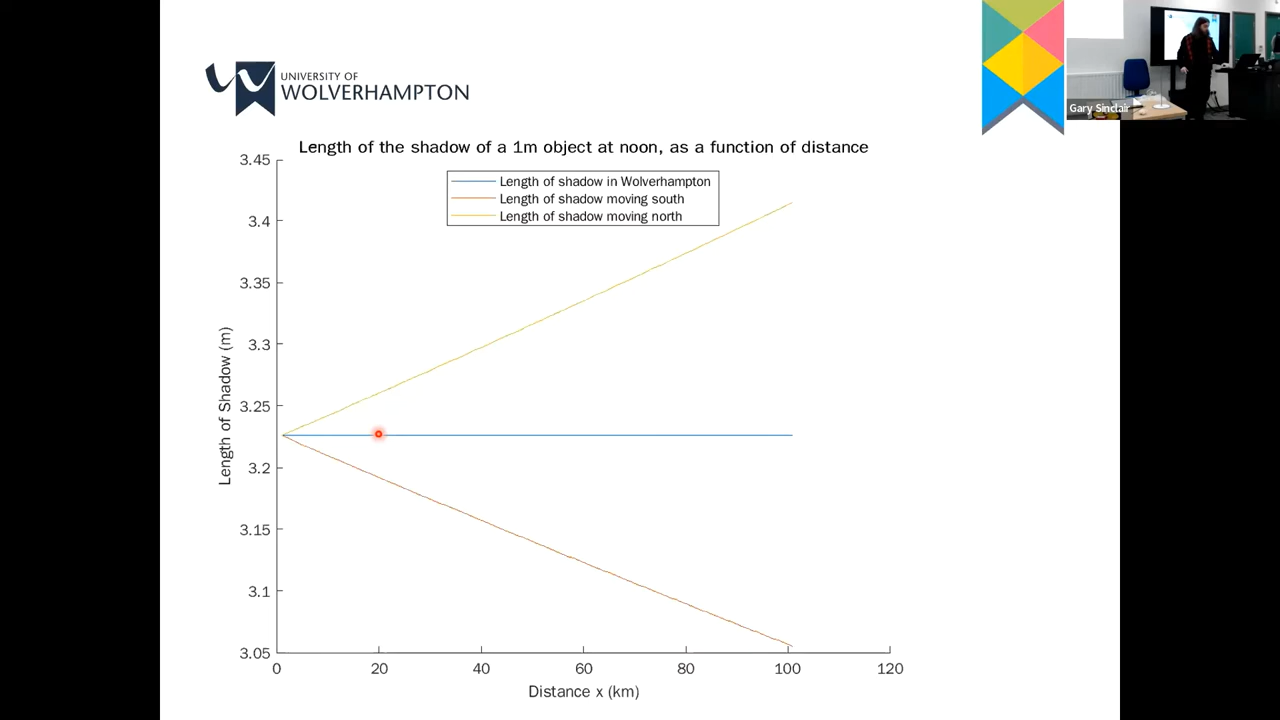 UNIVERSITY OF
WOLVERHAMPTON
Gary Sinclair
Length of the shadow of a 1m object at noon, as a function of distance
Length of shadow in Wolverhampton
Length of shadow moving south
Length of shadow moving north
3.45
3.4
3.35
3.3
3.25
3.2
3.15
3.1
3.05
Length of Shadow (m)
0 20 40 60 80 100 120
Distance x (km)